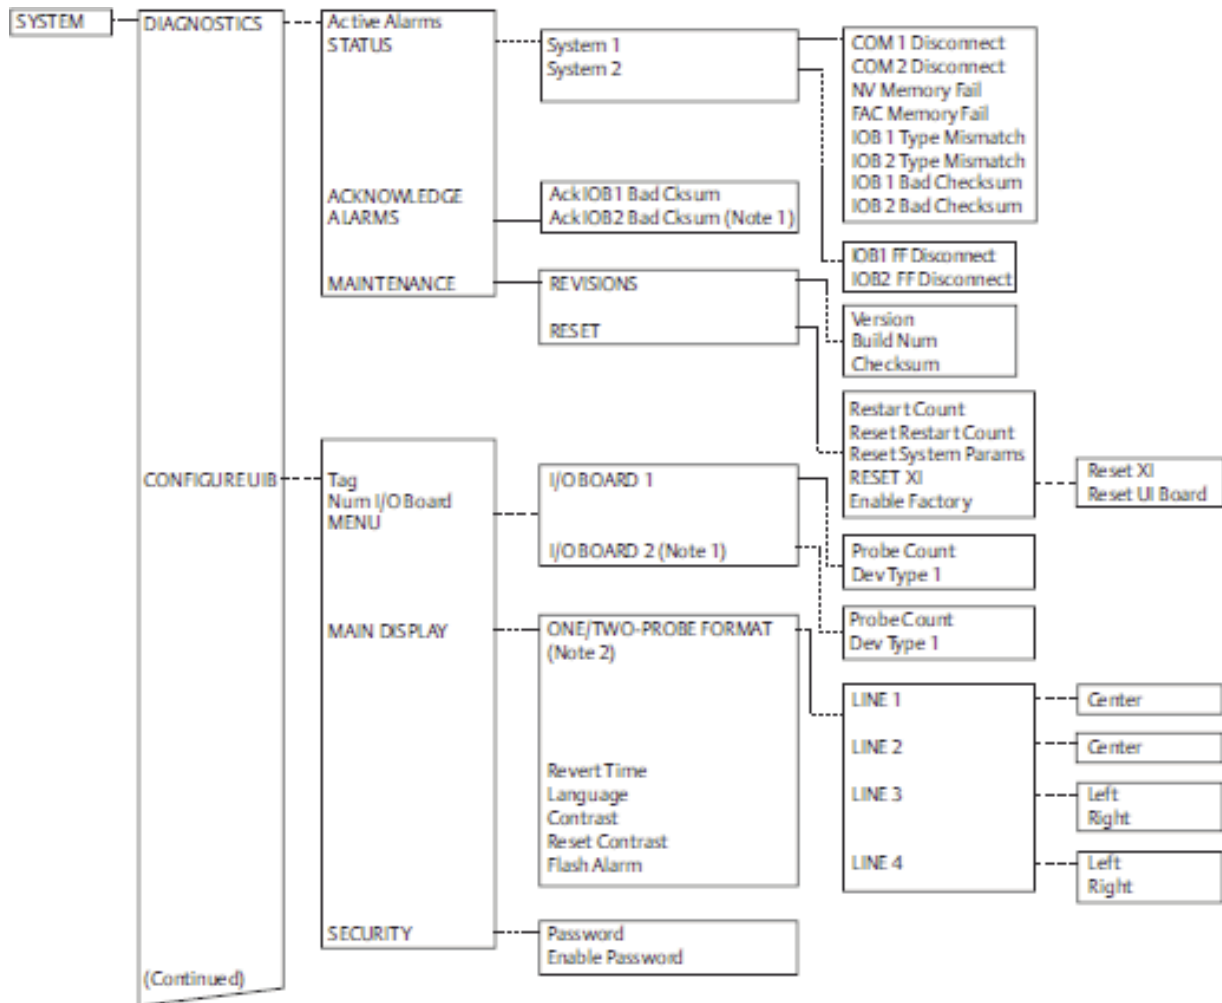 SYSTEM
DIAGNOSTICS
Active Alarms
STATUS
System 1
System 2
COM 1 Disconnect
COM 2 Disconnect
NV Memory Fail
FAC Memory Fail
IOB 1 Type Mismatch
IOB 2 Type Mismatch
IOB 1 Bad Checksum
IOB 2 Bad Checksum
IOB1 FF Disconnect
IOB2 FF Disconnect
ACKNOWLEDGE
ALARMS
Ack IOB1 Bad Cksum
Ack IOB2 Bad Cksum (Note 1)
MAINTENANCE
REVISIONS
RESET
Version
Build Num
Checksum
Restart Count
Reset Restart Count
Reset System Params
RESET XI
Enable Factory
Reset XI
Reset UI Board
CONFIGURE UIB
Tag
Num I/O Board
MENU
I/O BOARD 1
I/O BOARD 2 (Note 1)
Probe Count
Dev Type 1
Probe Count
Dev Type 1
MAIN DISPLAY
ONE/TWO-PROBE FORMAT
(Note 2)
Revert Time
Language
Contrast
Reset Contrast
Flash Alarm
LINE 1
Center
LINE 2
Center
LINE 3
Left
Right
LINE 4
Left
Right
SECURITY
Password
Enable Password
(Continued)